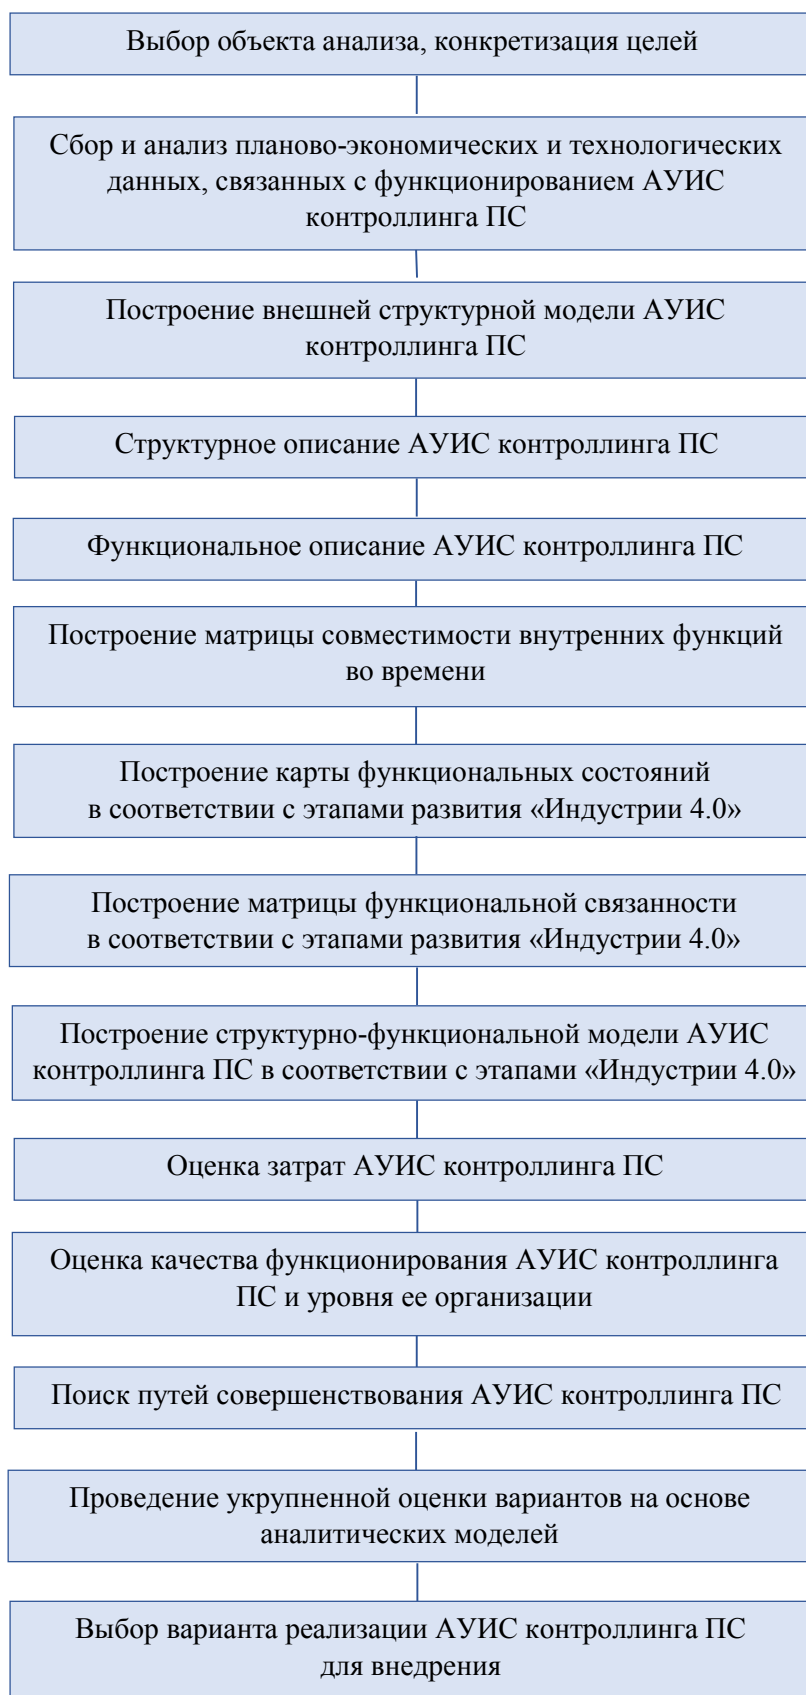 Выбор объекта анализа, конкретизация целей
Сбор и анализ планово-экономических и технологических
данных, связанных с функционированием АУИС
контроллинга ПС
Построение внешней структурной модели АУИС
контроллинга ПС
Структурное описание АУИС контроллинга ПС
Функциональное описание АУИС контроллинга ПС
Построение матрицы совместимости внутренних функций
во времени
Построение карты функциональных состояний
в соответствии с этапами развития «Индустрии 4.0»
Построение матрицы функциональной связанности
в соответствии с этапами развития «Индустрии 4.0»
Построение структурно-функциональной модели АУИС
контроллинга ПС в соответствии с этапами «Индустрии 4.0»
Оценка затрат АУИС контроллинга ПС
Оценка качества функционирования АУИС контроллинга
ПС и уровня ее организации
Поиск путей совершенствования АУИС контроллинга ПС
Проведение укрупненной оценки вариантов на основе
аналитических моделей
Выбор варианта реализации АУИС контроллинга ПС
для внедрения